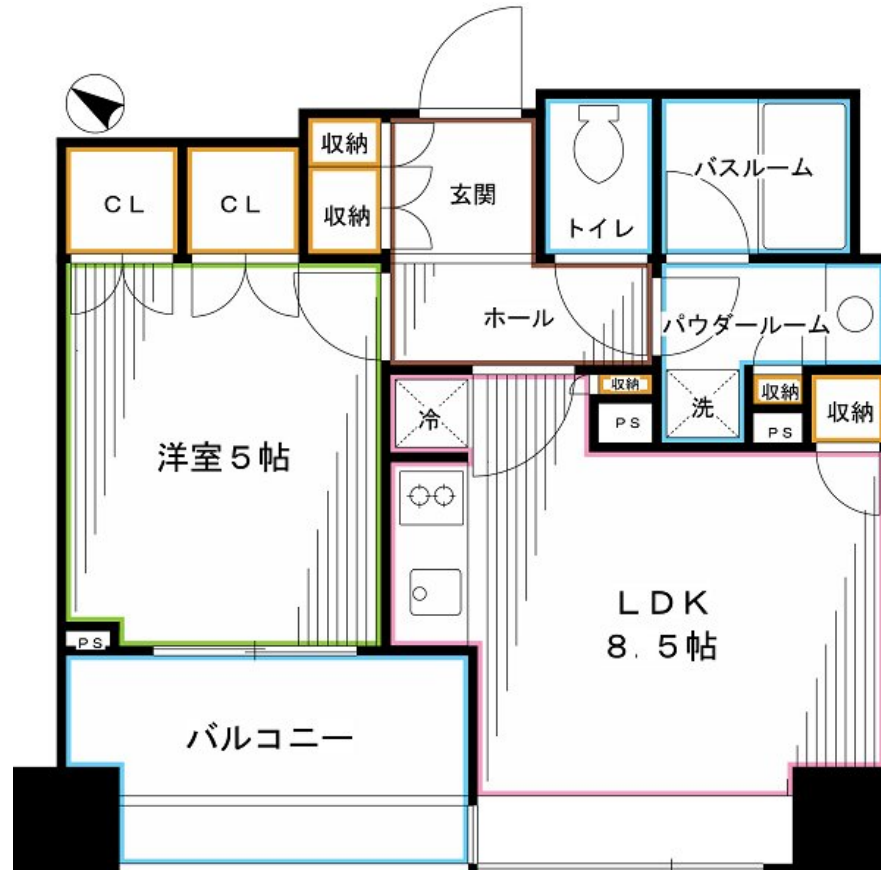 収納
収納
玄関
トイレ
バスルーム
CL
CL
ホール
パウダールーム
冷
収納
PS
洗
収納
PS
収納
洋室5帖
LDK
8.5帖
PS
バルコニー